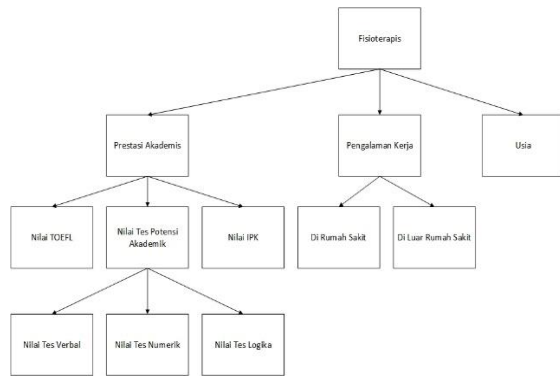 Fisioterapis
Prestasi Akademis
Pengalaman Kerja
Usia
Nilai TOEFL
Nilai Tes Potensi
Akademik
Nilai IPK
Di Rumah Sakit
Di Luar Rumah Sakit
Nilai Tes Verbal
Nilai Tes Numerik
Nilai Tes Logika